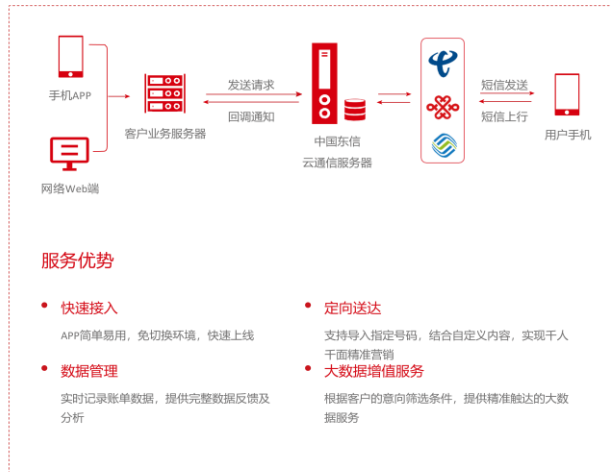 手机APP
网络Web端
客户业务服务器
发送请求
回调通知
中国东信
云通信服务器
短信发送
短信上行
用户手机
服务优势
• 快速接入
APP简单易用，免切换环境，快速上线
• 定向送达
支持导入指定号码，结合自定义内容，实现千人
千面精准营销
• 数据管理
实时记录账单数据，提供完整数据反馈及
分析
• 大数据增值服务
根据客户的意向筛选条件，提供精准触达的大数
据服务